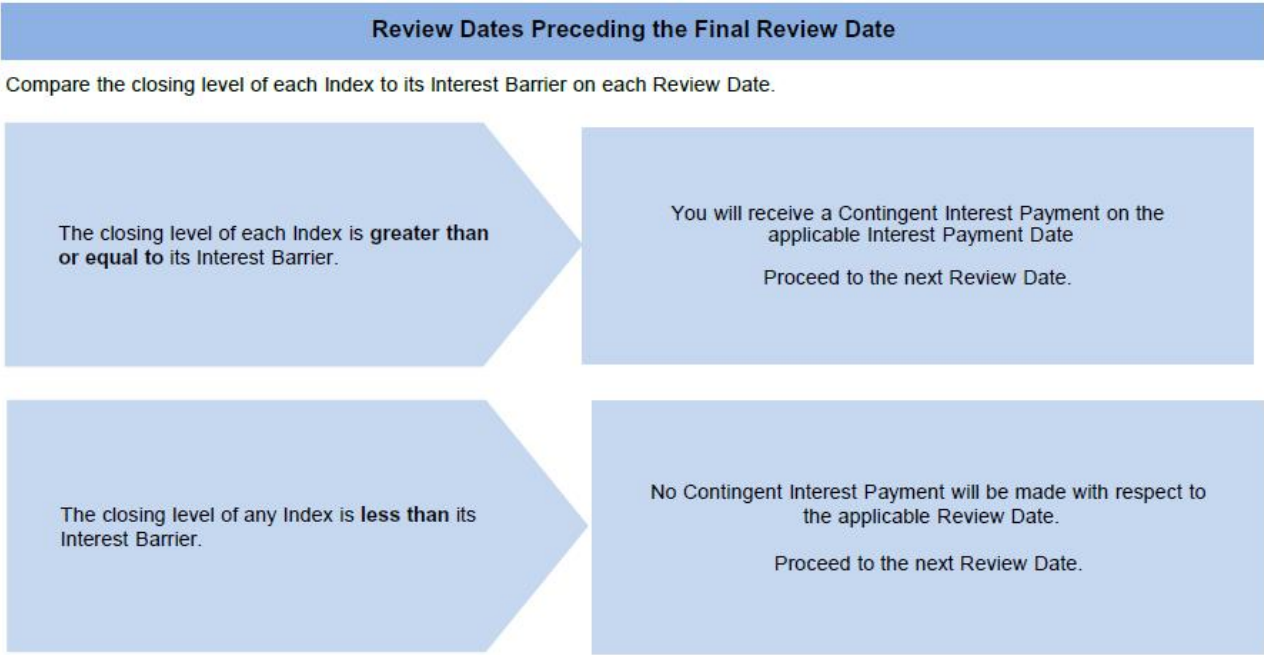 Review Dates Preceding the Final Review Date
Compare the closing level of each Index to its Interest Barrier on each Review Date.
The closing level of each Index is greater than
or equal to its Interest Barrier.
You will receive a Contingent Interest Payment on the
applicable Interest Payment Date
Proceed to the next Review Date.
The closing level of any Index is less than its
Interest Barrier.
No Contingent Interest Payment will be made with respect to
the applicable Review Date.
Proceed to the next Review Date.